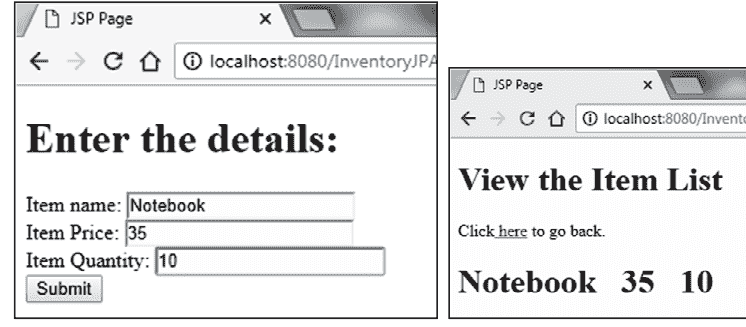 JSP Page
localhost:8080/InventoryJPA
Enter the details:
Item name: Notebook
Item Price: 35
Item Quantity: 10
Submit
JSP Page
localhost:8080/Invento
View the Item List
Click here to go back.
Notebook 35 10